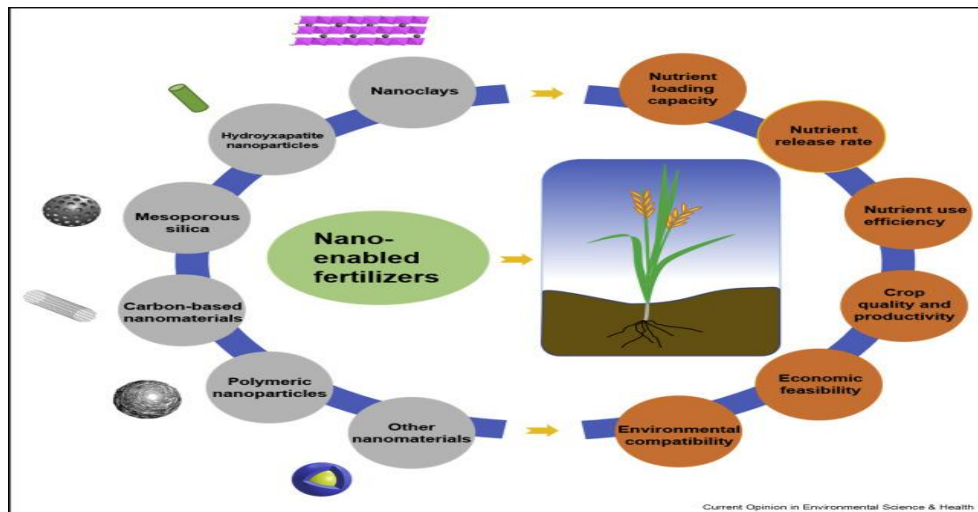 Nanoclays
Hydroyxapatite
nanoparticles
Mesoporous
silica
Carbon-based
nanomaterials
Polymeric
nanoparticles
Other
nanomaterials
Nano-
enabled
fertilizers
Nutrient
loading
capacity
Nutrient
release rate
Nutrient use
efficiency
Crop
quality and
productivity
Economic
feasibility
Environmental
compatibility
Current Opinion in Environmental Science & Health